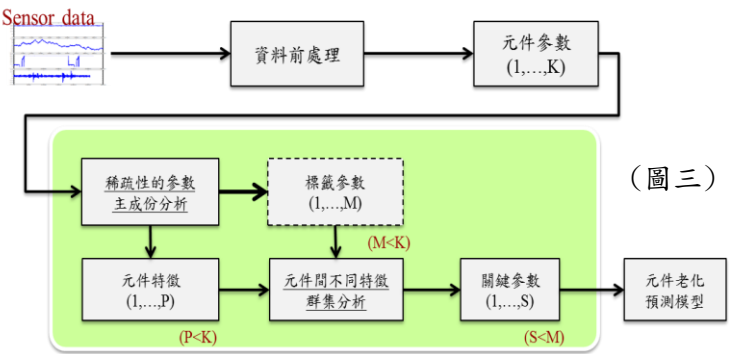 Sensor data
資料前處理
元件參數
(1,…,K)
稀疏性的參數
主成份分析
標籤參數
(1,…,M)
(M<K)
（圖三）
元件特徵
(1,…,P)
(P<K)
元件間不同特徵
群集分析
關鍵參數
(1,…,S)
(S<M)
元件老化
預測模型